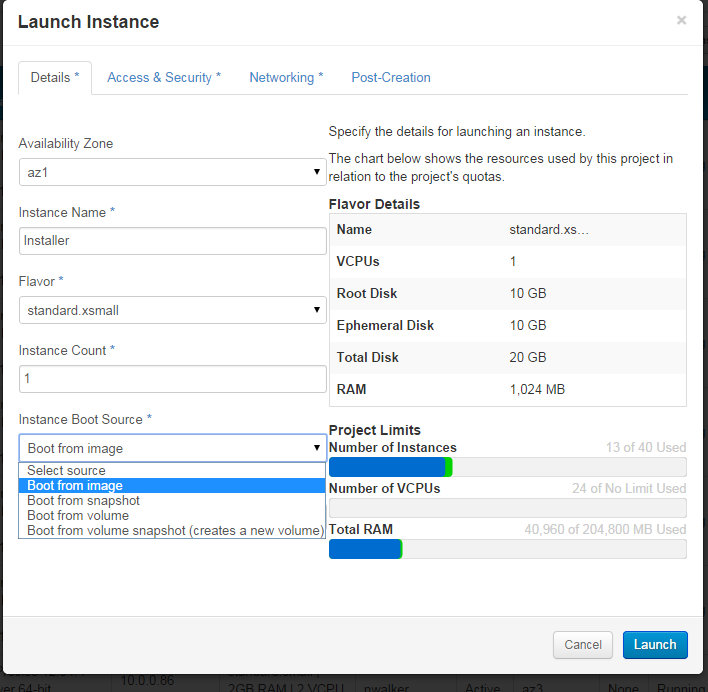 Launch Instance
×
Details *
Access & Security *
Networking *
Post-Creation
Availability Zone
az1
Instance Name *
Installer
Flavor *
standard.xsmall
Instance Count *
1
Instance Boot Source *
Boot from image
Select source
Boot from image
Boot from snapshot
Boot from volume
Boot from volume snapshot (creates a new volume)
Specify the details for launching an instance.
The chart below shows the resources used by this project in
relation to the project's quotas.
Flavor Details
Name standard.xs...
VCPUs 1
Root Disk 10 GB
Ephemeral Disk 10 GB
Total Disk 20 GB
RAM 1,024 MB
Project Limits
Number of Instances 13 of 40 Used
Number of VCPUs 24 of No Limit Used
Total RAM 40,960 of 204,800 MB Used
Cancel
Launch
10.0.0.86
ver 64-bit 2GB RAM | 2 VCPU nwalker Active az3 None Running